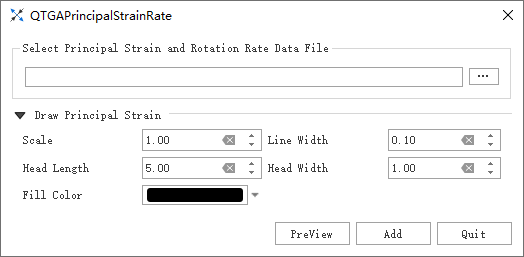 QTGAPrincipalStrainRate
Select Principal Strain and Rotation Rate Data File
...
Draw Principal Strain
Scale 1.00 Line Width 0.10
Head Length 5.00 Head Width 1.00
Fill Color
PreView Add Quit